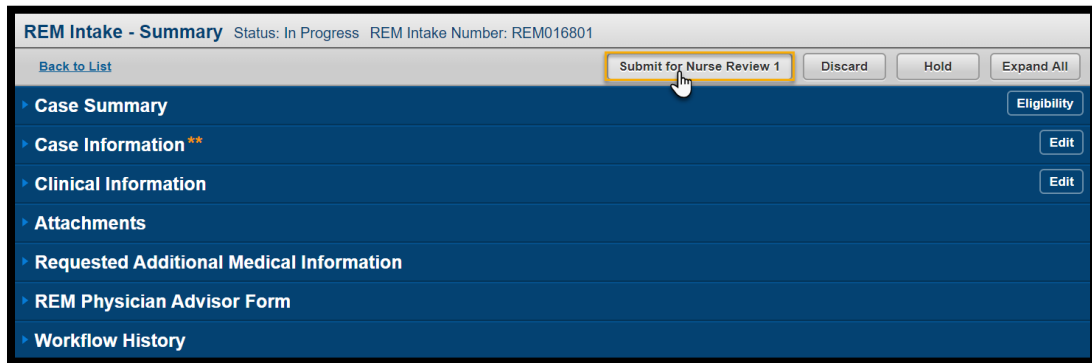 REM Intake - Summary Status: In Progress REM Intake Number: REM016801
Back to List Submit for Nurse Review 1 Discard Hold Expand All
Case Summary Eligibility
Case Information** Edit
Clinical Information Edit
Attachments
Requested Additional Medical Information
REM Physician Advisor Form
Workflow History